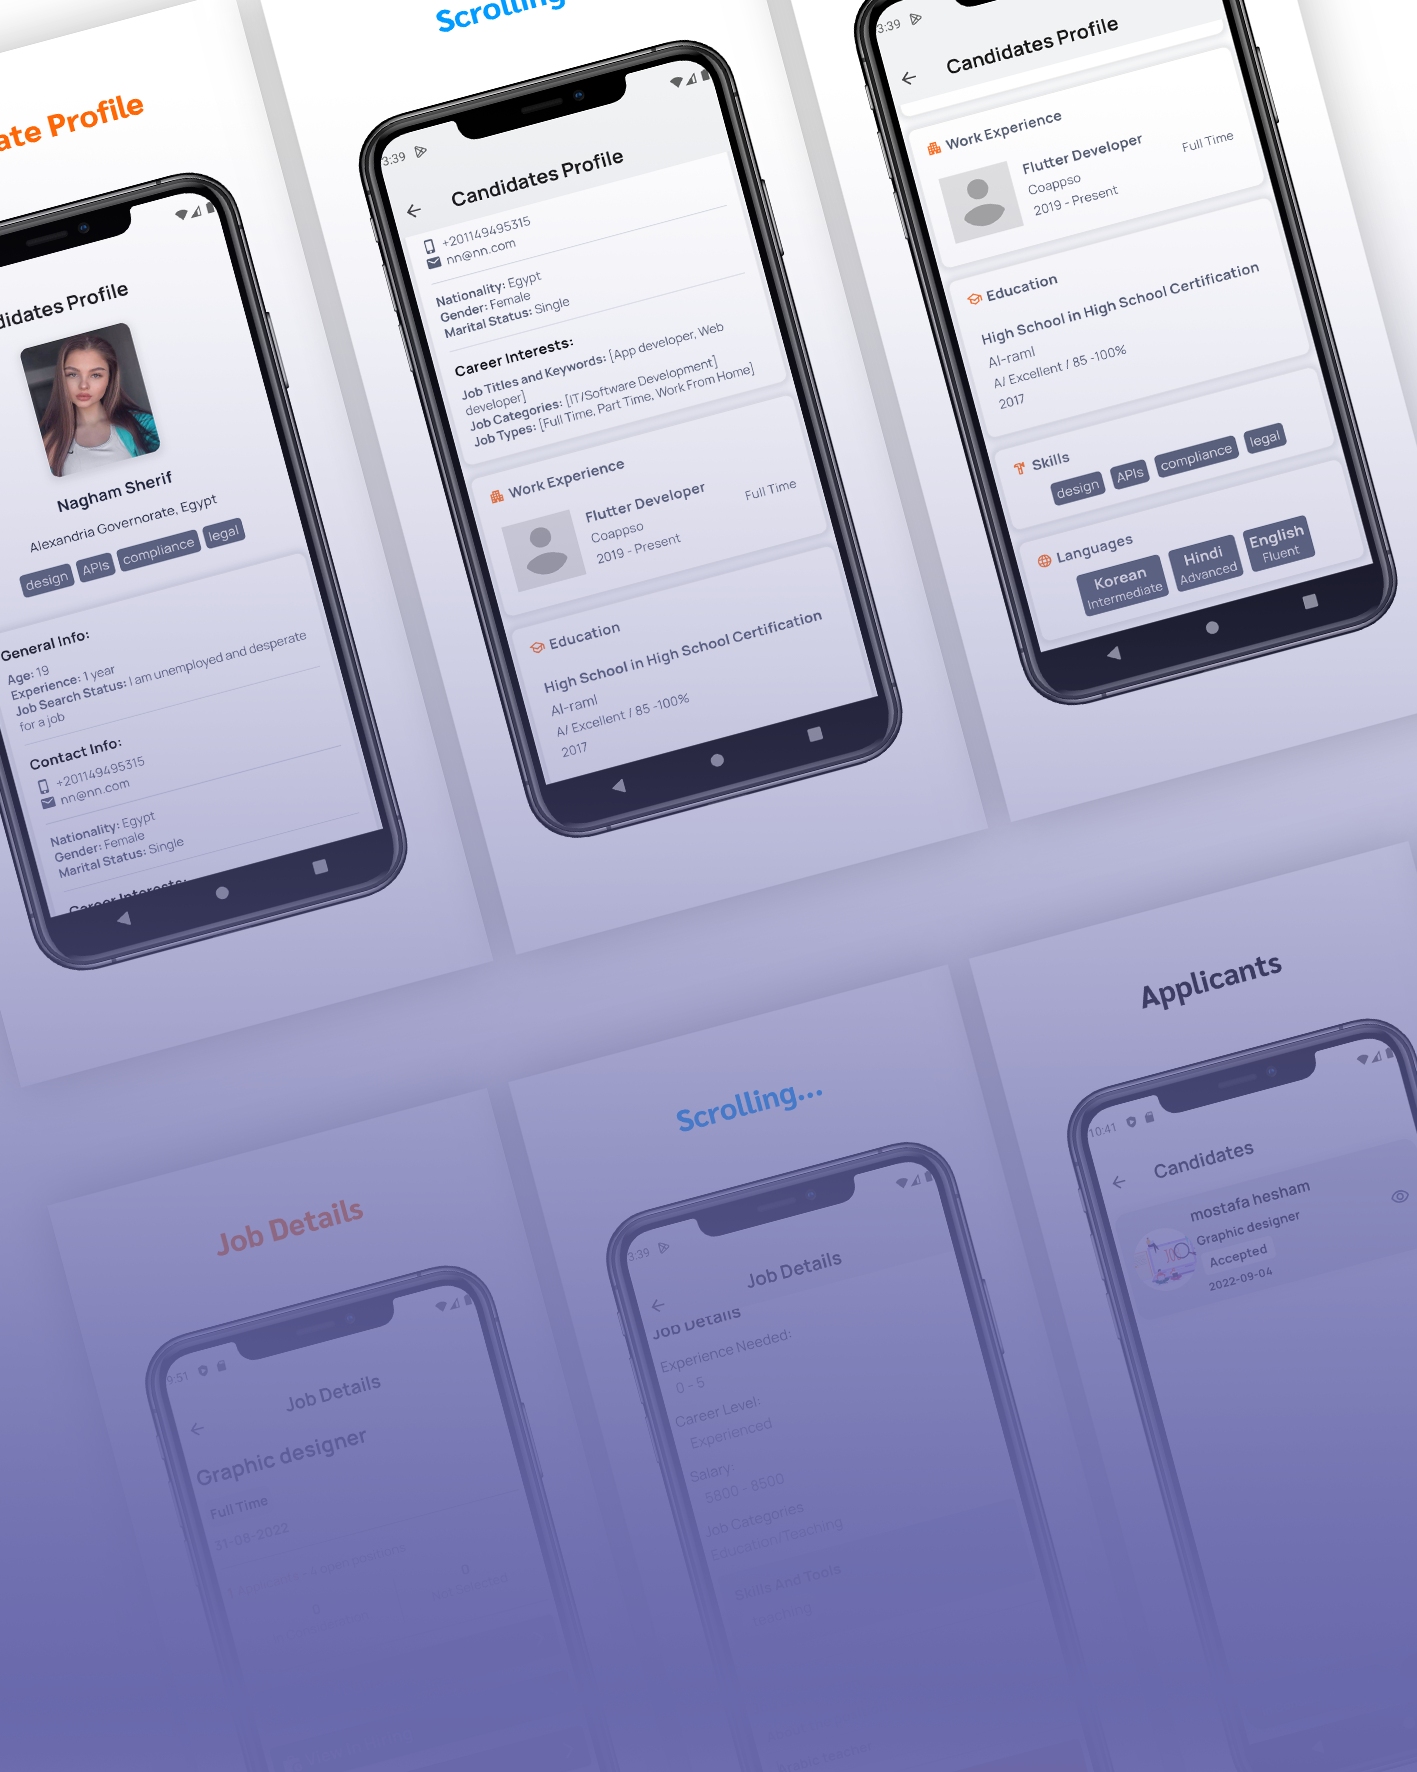 ate Profile
didates Profile
Nagham Sherif
Alexandria Governorate, Egypt
design APIs compliance legal
General Info:
Age: 19
Experience: 1 year
Job Search Status: I am unemployed and desperate
for a job
Contact Info:
+201149495315
nn@nn.com
Nationality: Egypt
Gender: Female
Marital Status: Single
Career Interests:
Scrolling
3:39
Candidates Profile
+201149495315
nn@nn.com
Nationality: Egypt
Gender: Female
Marital Status: Single
Career Interests:
Job Titles and Keywords: [App developer, Web
developer]
Job Categories: [IT/Software Development]
Job Types: [Full Time, Part Time, Work From Home]
Work Experience
Flutter Developer
Full Time
Coappso
2019 - Present
Education
High School in High School Certification
Al-raml
A/ Excellent / 85 -100%
2017
3:39
Candidates Profile
Work Experience
Flutter Developer
Full Time
Coappso
2019 - Present
Education
High School in High School Certification
Al-raml
A/ Excellent / 85 -100%
2017
Skills
design APIs compliance legal
Languages
Korean Hindi English
Intermediate Advanced Fluent
Job Details
9:51
Job Details
Graphic designer
Full Time
31-08-2022
open positions
0 0
Not Selected
Scrolling...
3:39
Job Details
Job Details
Experience Needed:
0 - 5
Career Level:
Experienced
Salary:
5800 - 8500
Job Categories
Education/Teaching
Skills And Tools
teaching
Applicants
10:41
Candidates
mostafa hesham
Graphic designer
Accepted
2022-09-04